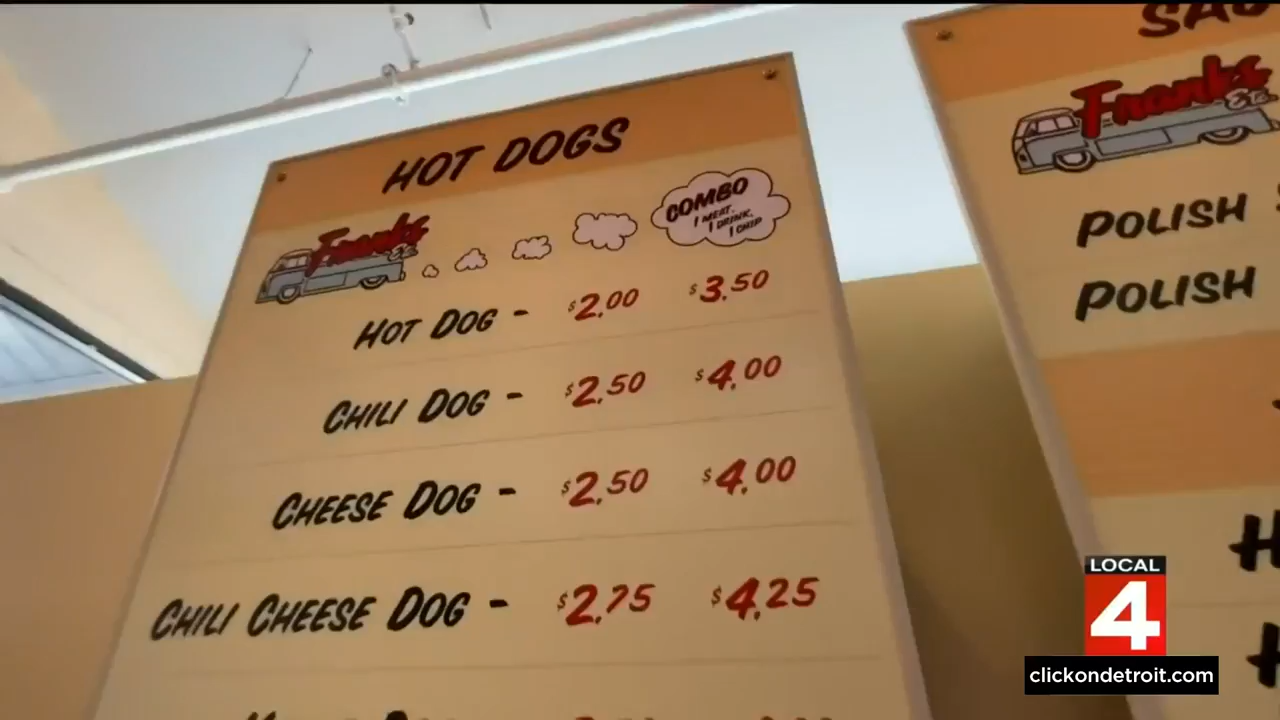 HOT DOGS
Franks
Etc.
COMBO
1 MEAT,
1 DRINK,
1 CHIP
HOT DOG - $2.00 $3.50
CHILI DOG - $2.50 $4.00
CHEESE DOG - $2.50 $4.00
CHILI CHEESE DOG - $2.75 $4.25
Franks
Etc.
POLISH
POLISH
LOCAL
4
clickondetroit.com